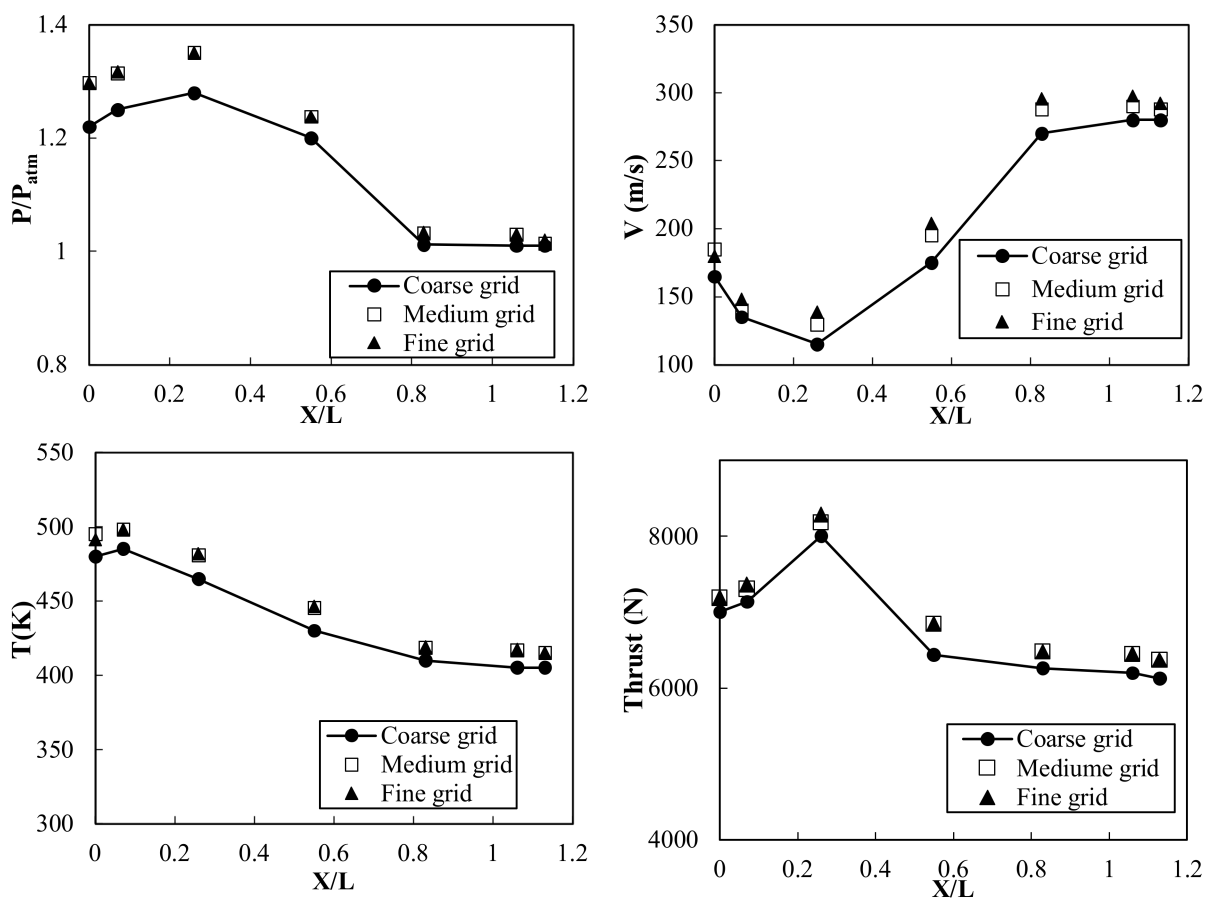 1.4
1.2
1
0.8
P/Patm
0
0.2
0.4
0.6
0.8
1
1.2
X/L
Coarse grid
Medium grid
Fine grid
350
300
250
200
150
100
V (m/s)
0
0.2
0.4
0.6
0.8
1
1.2
X/L
Coarse grid
Medium grid
Fine grid
550
500
450
400
350
300
T(K)
0
0.2
0.4
0.6
0.8
1
1.2
X/L
Coarse grid
Medium grid
Fine grid
8000
6000
4000
Thrust (N)
0
0.2
0.4
0.6
0.8
1
1.2
X/L
Coarse grid
Mediume grid
Fine grid